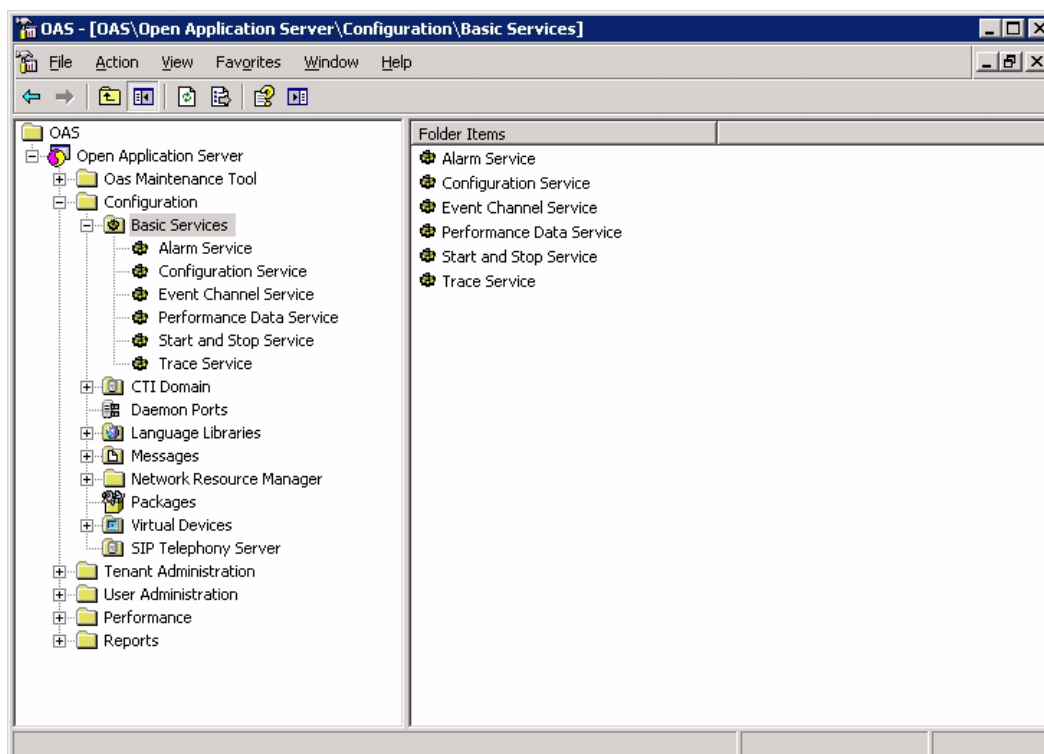 OAS - [OAS\Open Application Server\Configuration\Basic Services]
File Action View Favorites Window Help
OAS
Open Application Server
Oas Maintenance Tool
Configuration
Basic Services
Alarm Service
Configuration Service
Event Channel Service
Performance Data Service
Start and Stop Service
Trace Service
CTI Domain
Daemon Ports
Language Libraries
Messages
Network Resource Manager
Packages
Virtual Devices
SIP Telephony Server
Tenant Administration
User Administration
Performance
Reports
Folder Items
Alarm Service
Configuration Service
Event Channel Service
Performance Data Service
Start and Stop Service
Trace Service